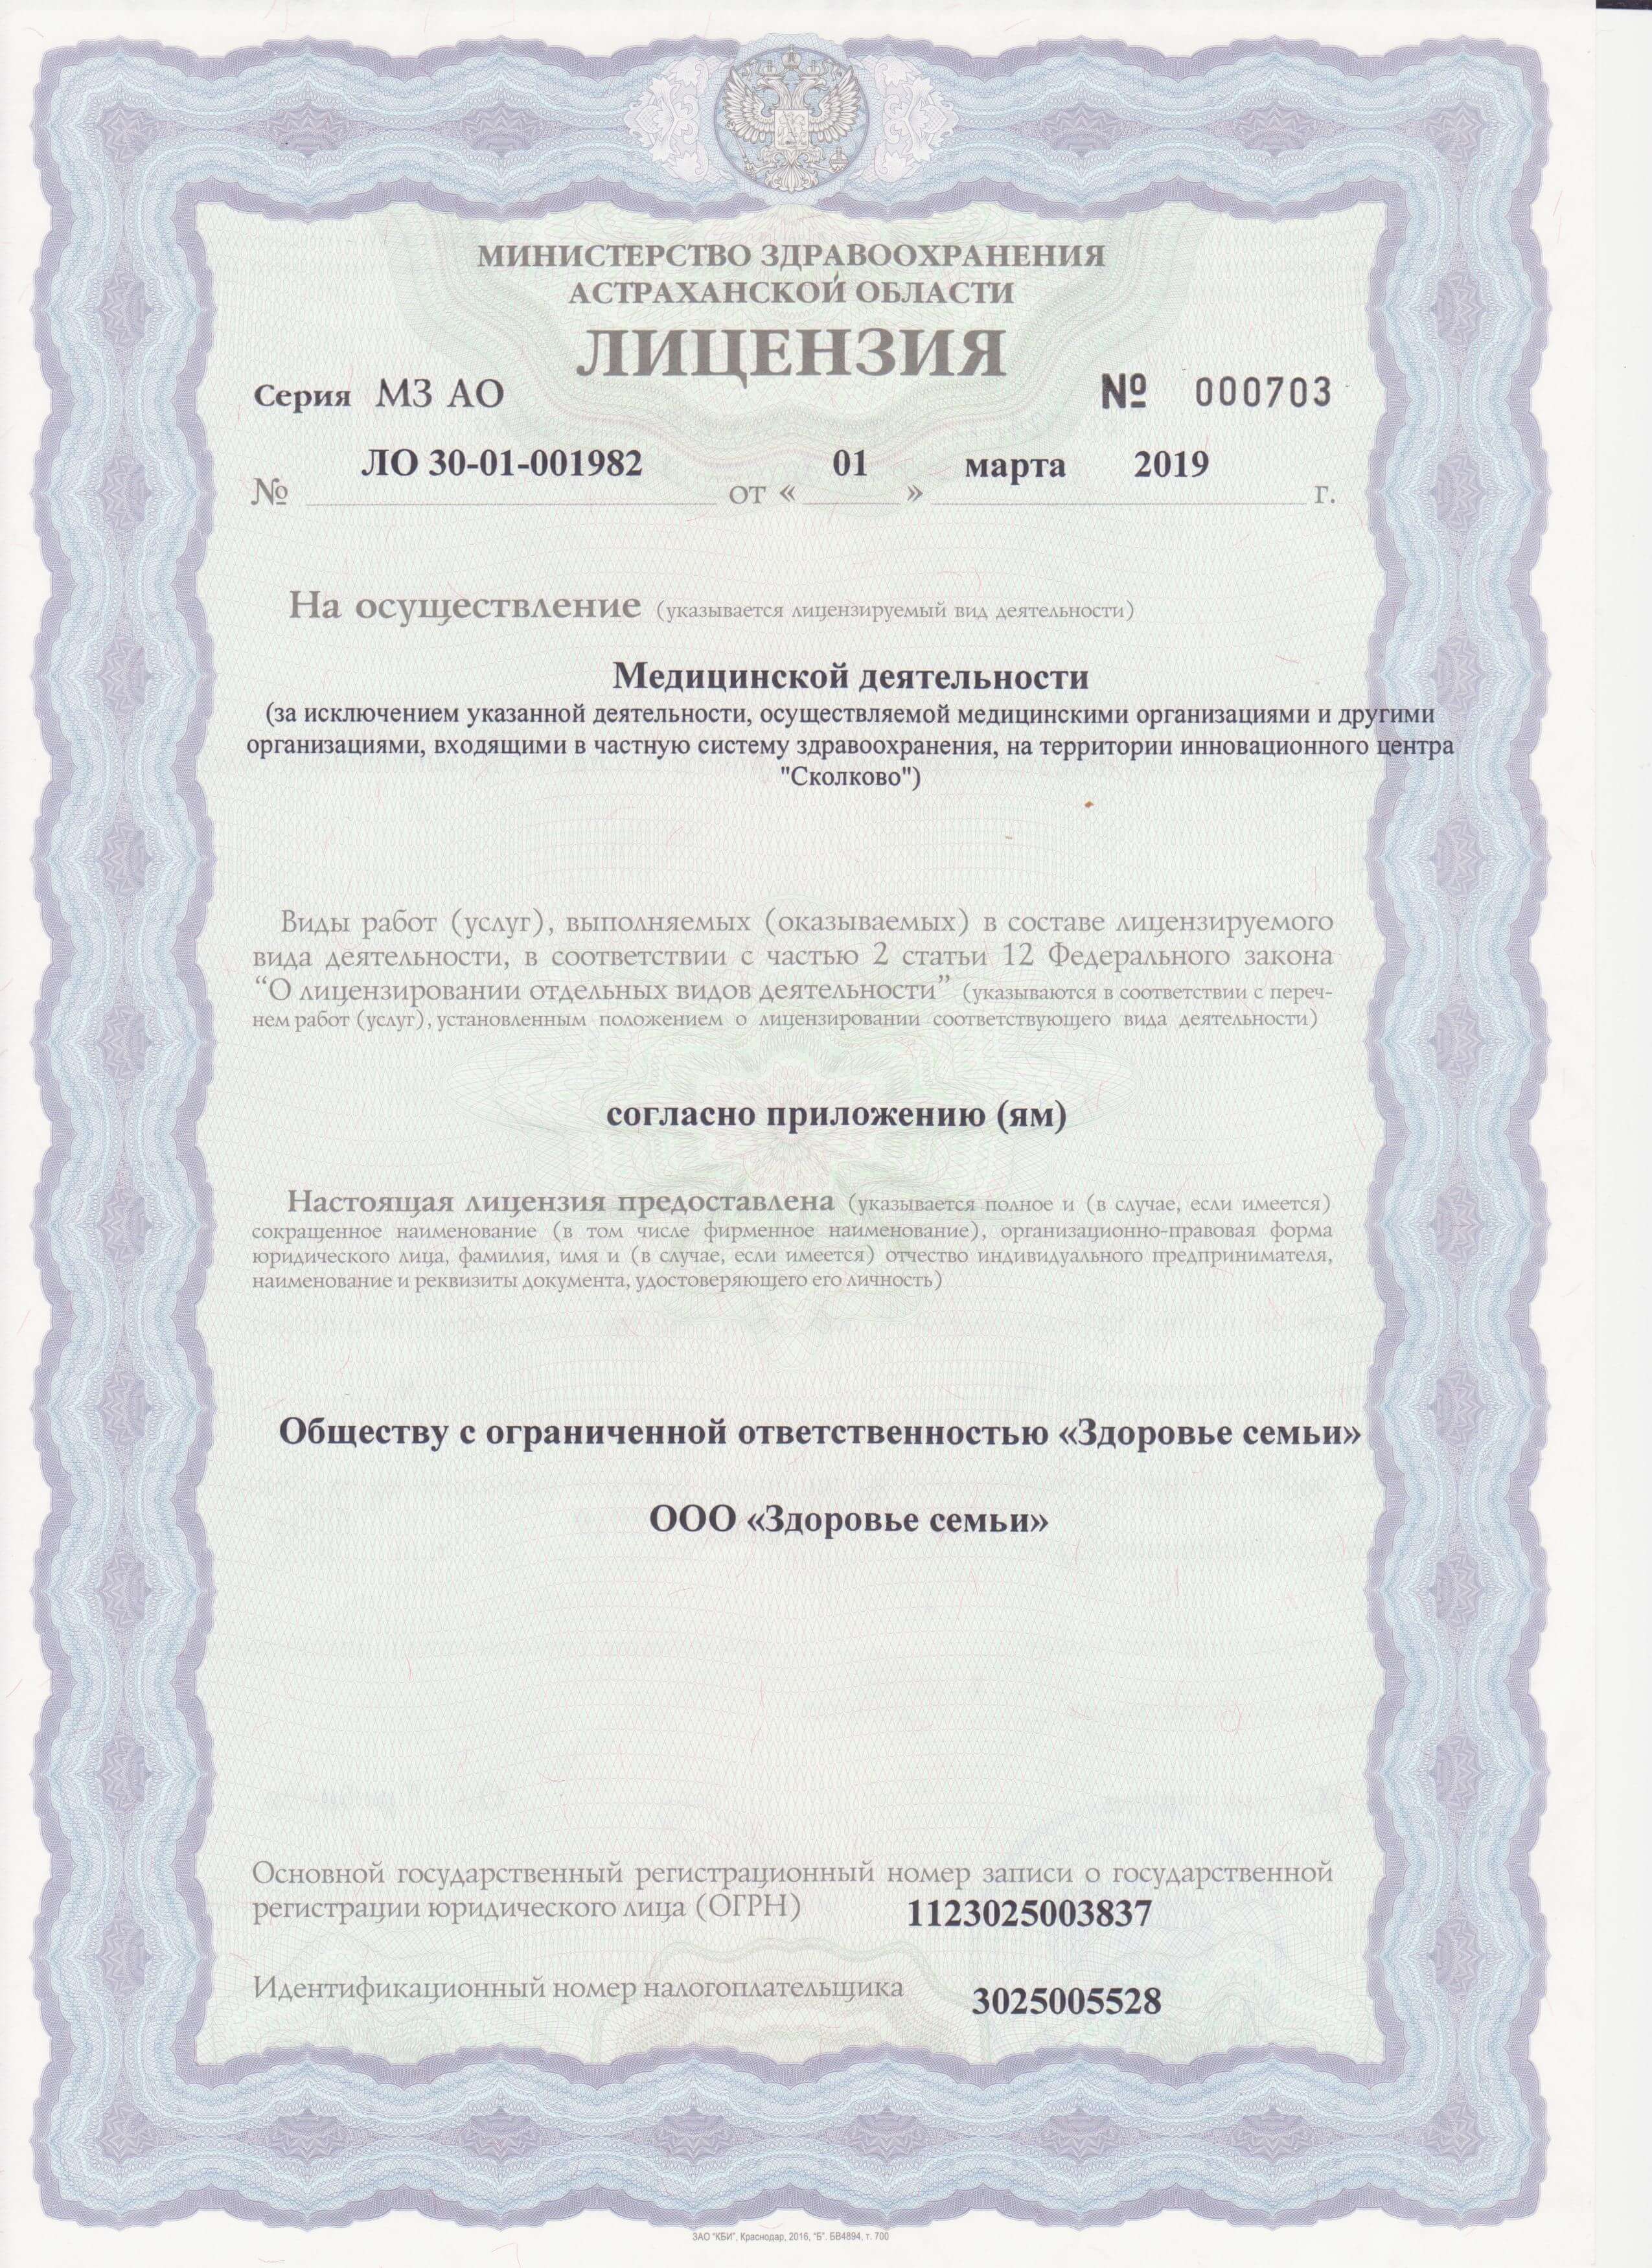 МИНИСТЕРСТВО ЗДРАВООХРАНЕНИЯ
АСТРАХАНСКОЙ ОБЛАСТИ
ЛИЦЕНЗИЯ
Серия МЗ АО № 000703
№ ЛО 30-01-001982 от « 01 » марта 2019 г.
На осуществление (указывается лицензируемый вид деятельности)
Медицинской деятельности
(за исключением указанной деятельности, осуществляемой медицинскими организациями и другими
организациями, входящими в частную систему здравоохранения, на территории инновационного центра
"Сколково")
Виды работ (услуг), выполняемых (оказываемых) в составе лицензируемого
вида деятельности, в соответствии с частью 2 статьи 12 Федерального закона
“О лицензировании отдельных видов деятельности” (указываются в соответствии с переч-
нем работ (услуг), установленным положением о лицензировании соответствующего вида деятельности)
согласно приложению (ям)
Настоящая лицензия предоставлена (указывается полное и (в случае, если имеется)
сокращенное наименование (в том числе фирменное наименование), организационно-правовая форма
юридического лица, фамилия, имя и (в случае, если имеется) отчество индивидуального предпринимателя,
наименование и реквизиты документа, удостоверяющего его личность)
Обществу с ограниченной ответственностью «Здоровье семьи»
ООО «Здоровье семьи»
Основной государственный регистрационный номер записи о государственной
регистрации юридического лица (ОГРН) 1123025003837
Идентификационный номер налогоплательщика 3025005528
ЗАО "КБИ", Краснодар, 2016, "Б". БВ4894, т. 700